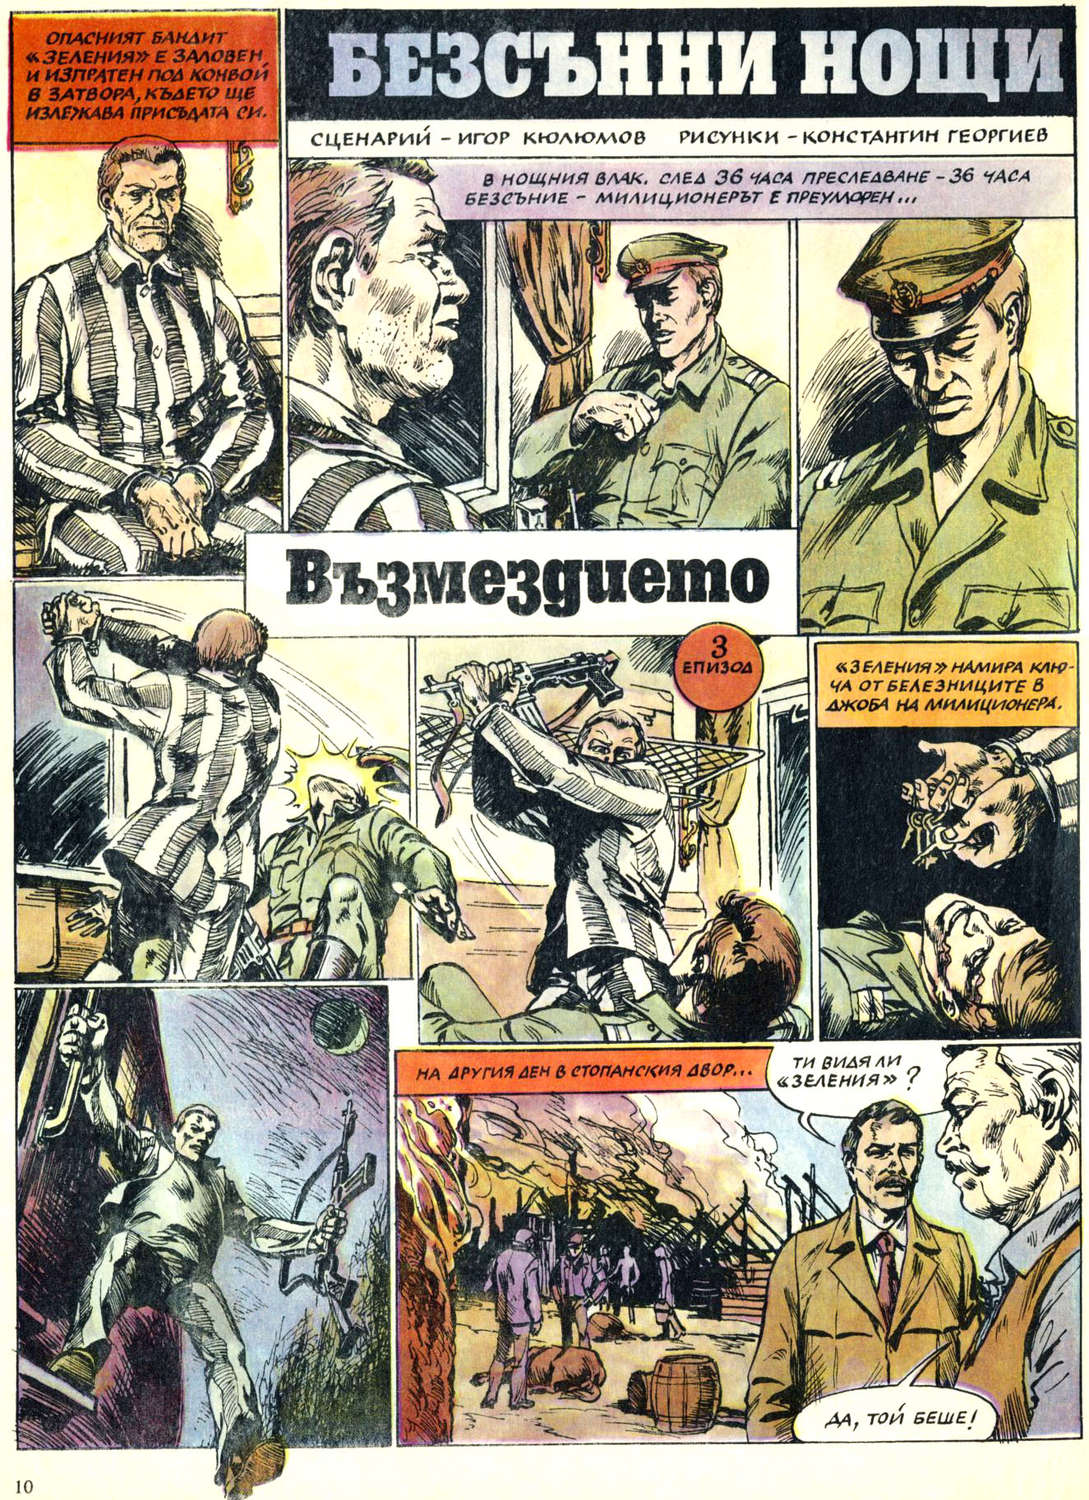 ОПАСНИЯТ БАНДИТ
«ЗЕЛЕНИЯ» Е ЗАЛОВЕН
И ИЗПРАТЕН ПОД КОНВОЙ
В ЗАТВОРА, КЪДЕТО ЩЕ
ИЗЛЕЖАВА ПРИСЪДАТА СИ.
БЕЗСЪННИ НОЩИ
СЦЕНАРИЙ – ИГОР КЮЛЮМОВ РИСУНКИ – КОНСТАНТИН ГЕОРГИЕВ
В НОЩНИЯ ВЛАК. СЛЕД 36 ЧАСА ПРЕСЛЕДВАНЕ – 36 ЧАСА
БЕЗСЪНИЕ – МИЛИЦИОНЕРЪТ Е ПРЕУМОРЕН...
Възмездието
3
ЕПИЗОД
«ЗЕЛЕНИЯ» НАМИРА КЛЮ-
ЧА ОТ БЕЛЕЗНИЦИТЕ В
ДЖОБА НА МИЛИЦИОНЕРА.
НА ДРУГИЯ ДЕН В СТОПАНСКИЯ ДВОР...
ТИ ВИДЯ ЛИ
«ЗЕЛЕНИЯ» ?
ДА, ТОЙ БЕШЕ!
10